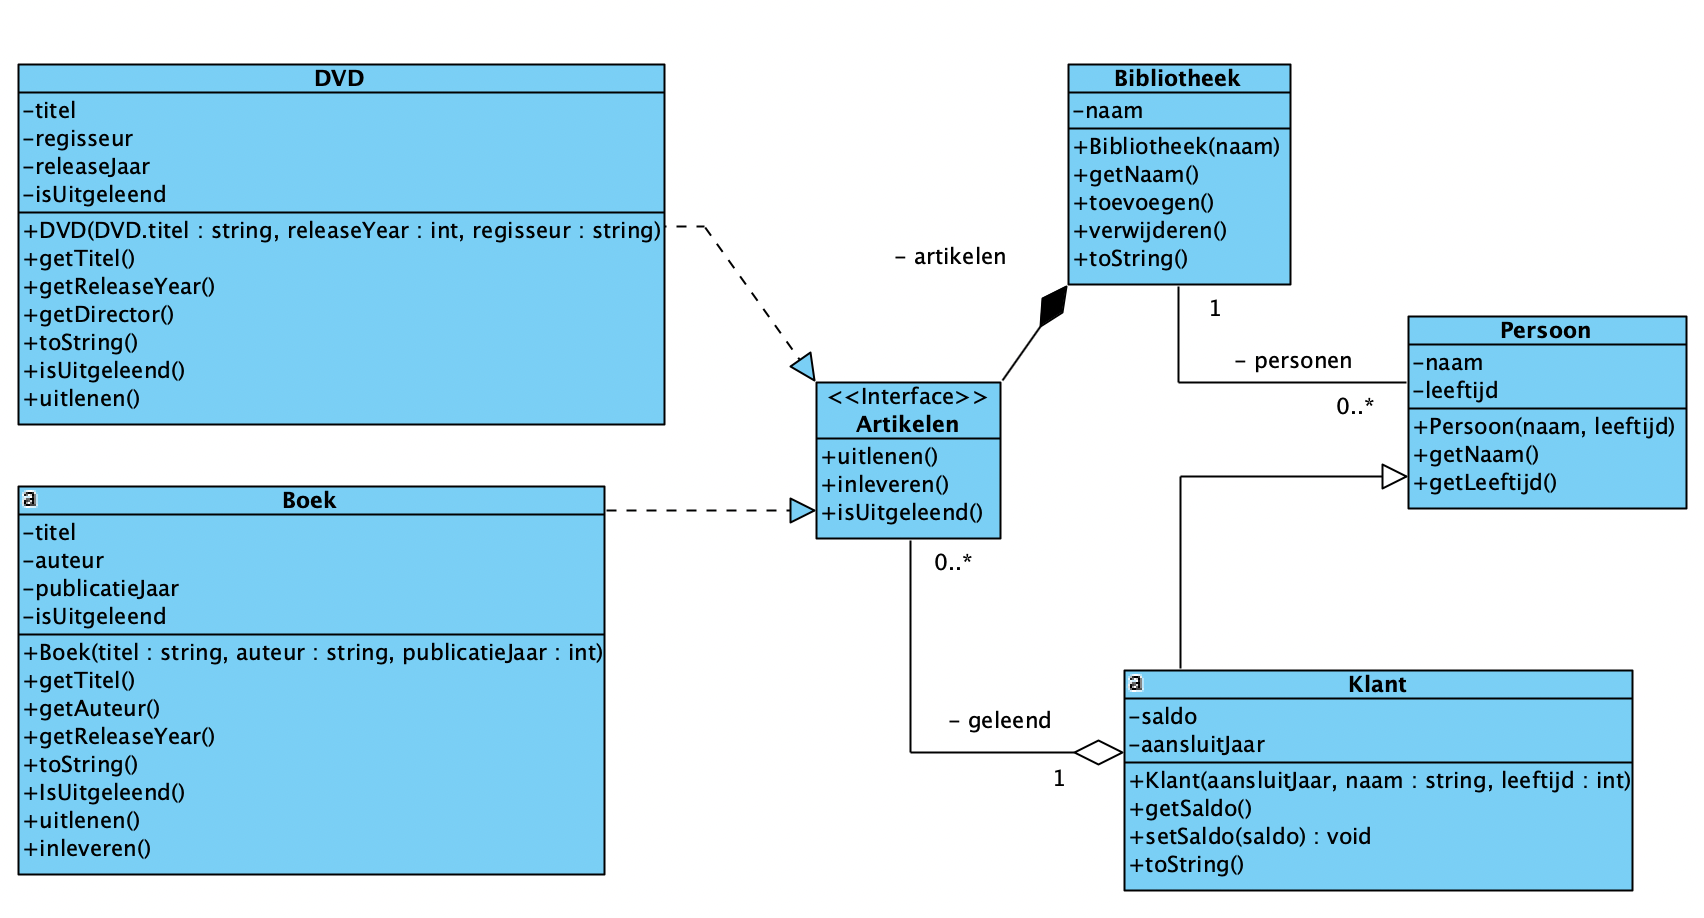 DVD
-titel
-regisseur
-releaseJaar
-isUitgeleend
+DVD(DVD.titel : string, releaseYear : int, regisseur : string)
+getTitel()
+getReleaseYear()
+getDirector()
+toString()
+isUitgeleend()
+uitlenen()
Bibliotheek
-naam
+Bibliotheek(naam)
+getNaam()
+toevoegen()
+verwijderen()
+toString()
- artikelen
1
- personen
0..*
Persoon
-naam
-leeftijd
+Persoon(naam, leeftijd)
+getNaam()
+getLeeftijd()
<<Interface>>
Artikelen
+uitlenen()
+inleveren()
+isUitgeleend()
0..*
a
Boek
-titel
-auteur
-publicatieJaar
-isUitgeleend
+Boek(titel : string, auteur : string, publicatieJaar : int)
+getTitel()
+getAuteur()
+getReleaseYear()
+toString()
+IsUitgeleend()
+uitlenen()
+inleveren()
- geleend
1
a
Klant
-saldo
-aansluitJaar
+Klant(aansluitJaar, naam : string, leeftijd : int)
+getSaldo()
+setSaldo(saldo) : void
+toString()